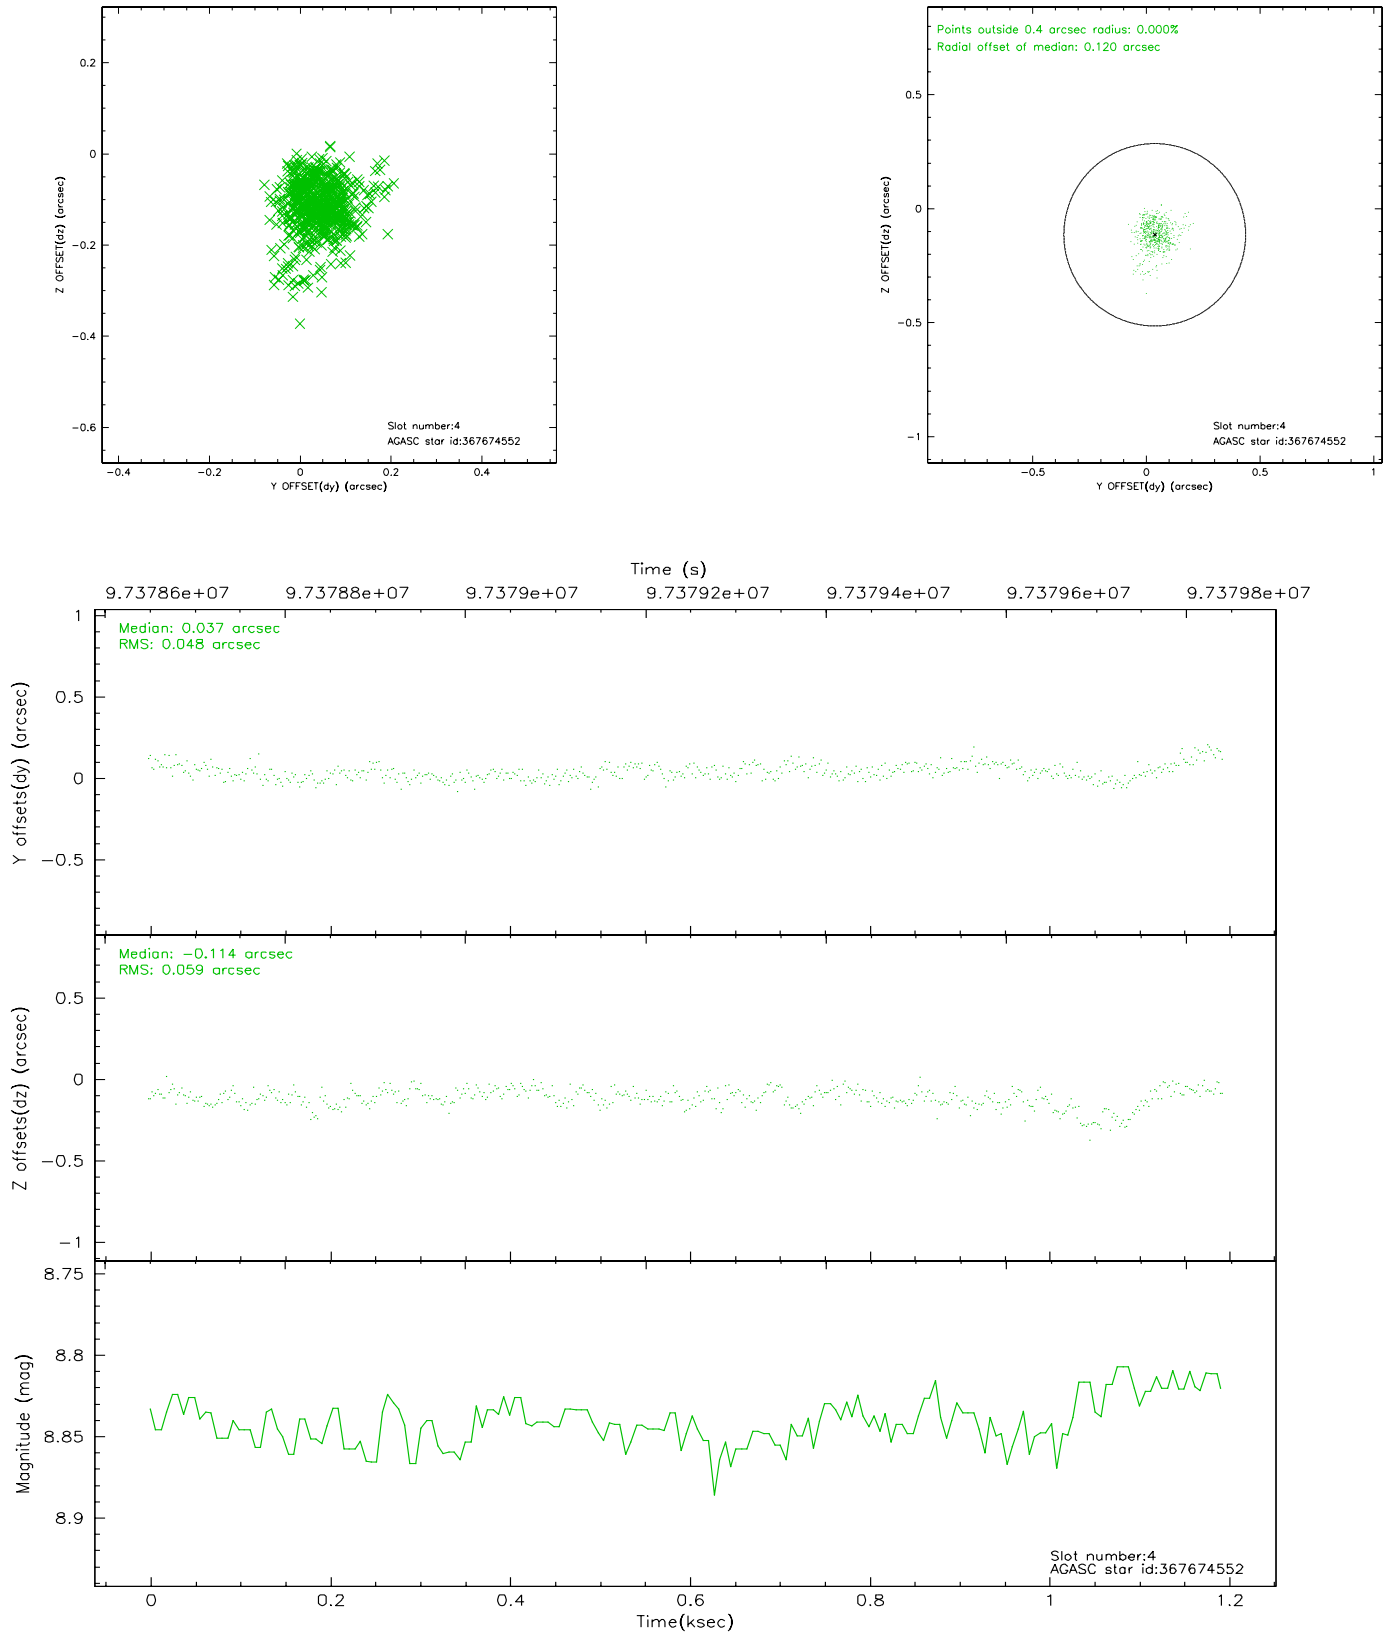 0.2
0
-0.2
-0.4
-0.6
Z OFFSET(dz) (arcsec)
Slot number:4
AGASC star id:367674552
-0.4 -0.2 0 0.2 0.4
Y OFFSET(dy) (arcsec)
Points outside 0.4 arcsec radius: 0.000%
Radial offset of median: 0.120 arcsec
0.5
0
-0.5
-1
Z OFFSET(dz) (arcsec)
Slot number:4
AGASC star id:367674552
-0.5 0 0.5 1
Y OFFSET(dy) (arcsec)
Time (s)
9.73786e+07 9.73788e+07 9.7379e+07 9.73792e+07 9.73794e+07 9.73796e+07 9.73798e+07
Median: 0.037 arcsec
RMS: 0.048 arcsec
1
0.5
0
-0.5
Y offsets(dy) (arcsec)
Median: -0.114 arcsec
RMS: 0.059 arcsec
0.5
0
-0.5
-1
Z offsets(dz) (arcsec)
8.75
8.8
8.85
8.9
Magnitude (mag)
Slot number:4
AGASC star id:367674552
0 0.2 0.4 0.6 0.8 1 1.2
Time(ksec)